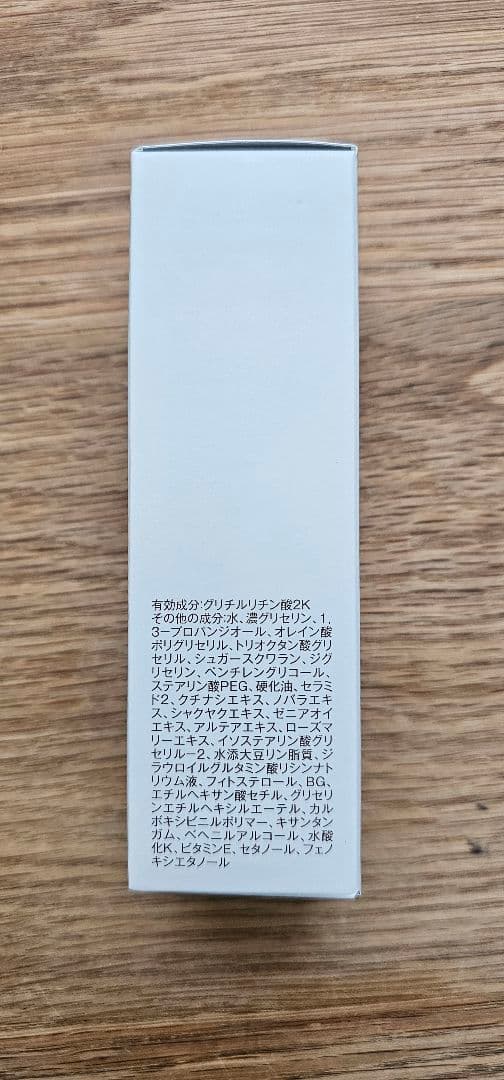 有効成分:グリチルリチン酸2K
その他の成分:水、濃グリセリン、1,
3－プロパンジオール、オレイン酸
ポリグリセリル、トリオクタン酸グリ
セリル、シュガースクワラン、ジグ
リセリン、ペンチレングリコール、
ステアリン酸PEG、硬化油、セラミ
ド2、クチナシエキス、ノバラエキ
ス、シャクヤクエキス、ゼニアオイ
エキス、アルテアエキス、ローズマ
リーエキス、イソステアリン酸グリ
セリル－2、水添大豆リン脂質、ジ
ラウロイルグルタミン酸リシンナト
リウム液、フィトステロール、BG、
エチルヘキサン酸セチル、グリセリ
ンエチルヘキシルエーテル、カル
ボキシビニルポリマー、キサンタン
ガム、ベヘニルアルコール、水酸
化K、ビタミンE、セタノール、フェノ
キシエタノール